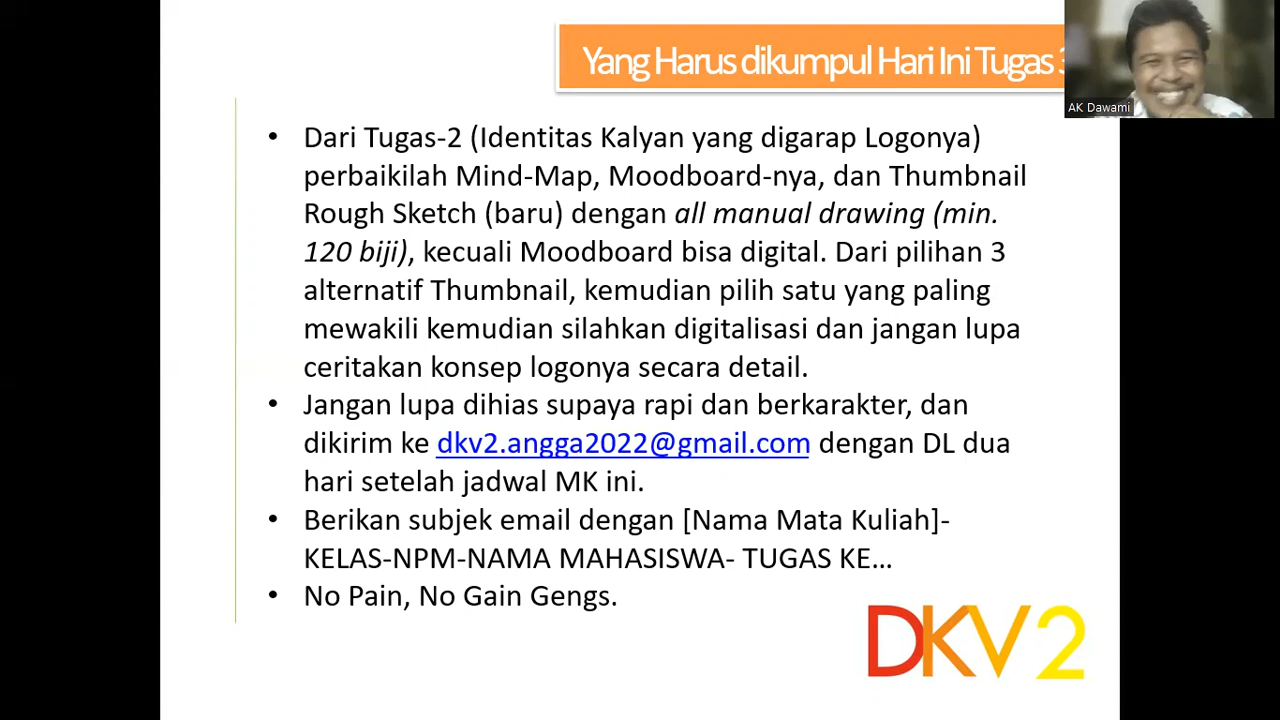 Yang Harus dikumpul Hari Ini Tugas 3
AK Dawami
• Dari Tugas-2 (Identitas Kalyan yang digarap Logonya)
perbaikilah Mind-Map, Moodboard-nya, dan Thumbnail
Rough Sketch (baru) dengan all manual drawing (min.
120 biji), kecuali Moodboard bisa digital. Dari pilihan 3
alternatif Thumbnail, kemudian pilih satu yang paling
mewakili kemudian silahkan digitalisasi dan jangan lupa
ceritakan konsep logonya secara detail.
• Jangan lupa dihias supaya rapi dan berkarakter, dan
dikirim ke dkv2.angga2022@gmail.com dengan DL dua
hari setelah jadwal MK ini.
• Berikan subjek email dengan [Nama Mata Kuliah]-
KELAS-NPM-NAMA MAHASISWA- TUGAS KE…
• No Pain, No Gain Gengs.
DKV2